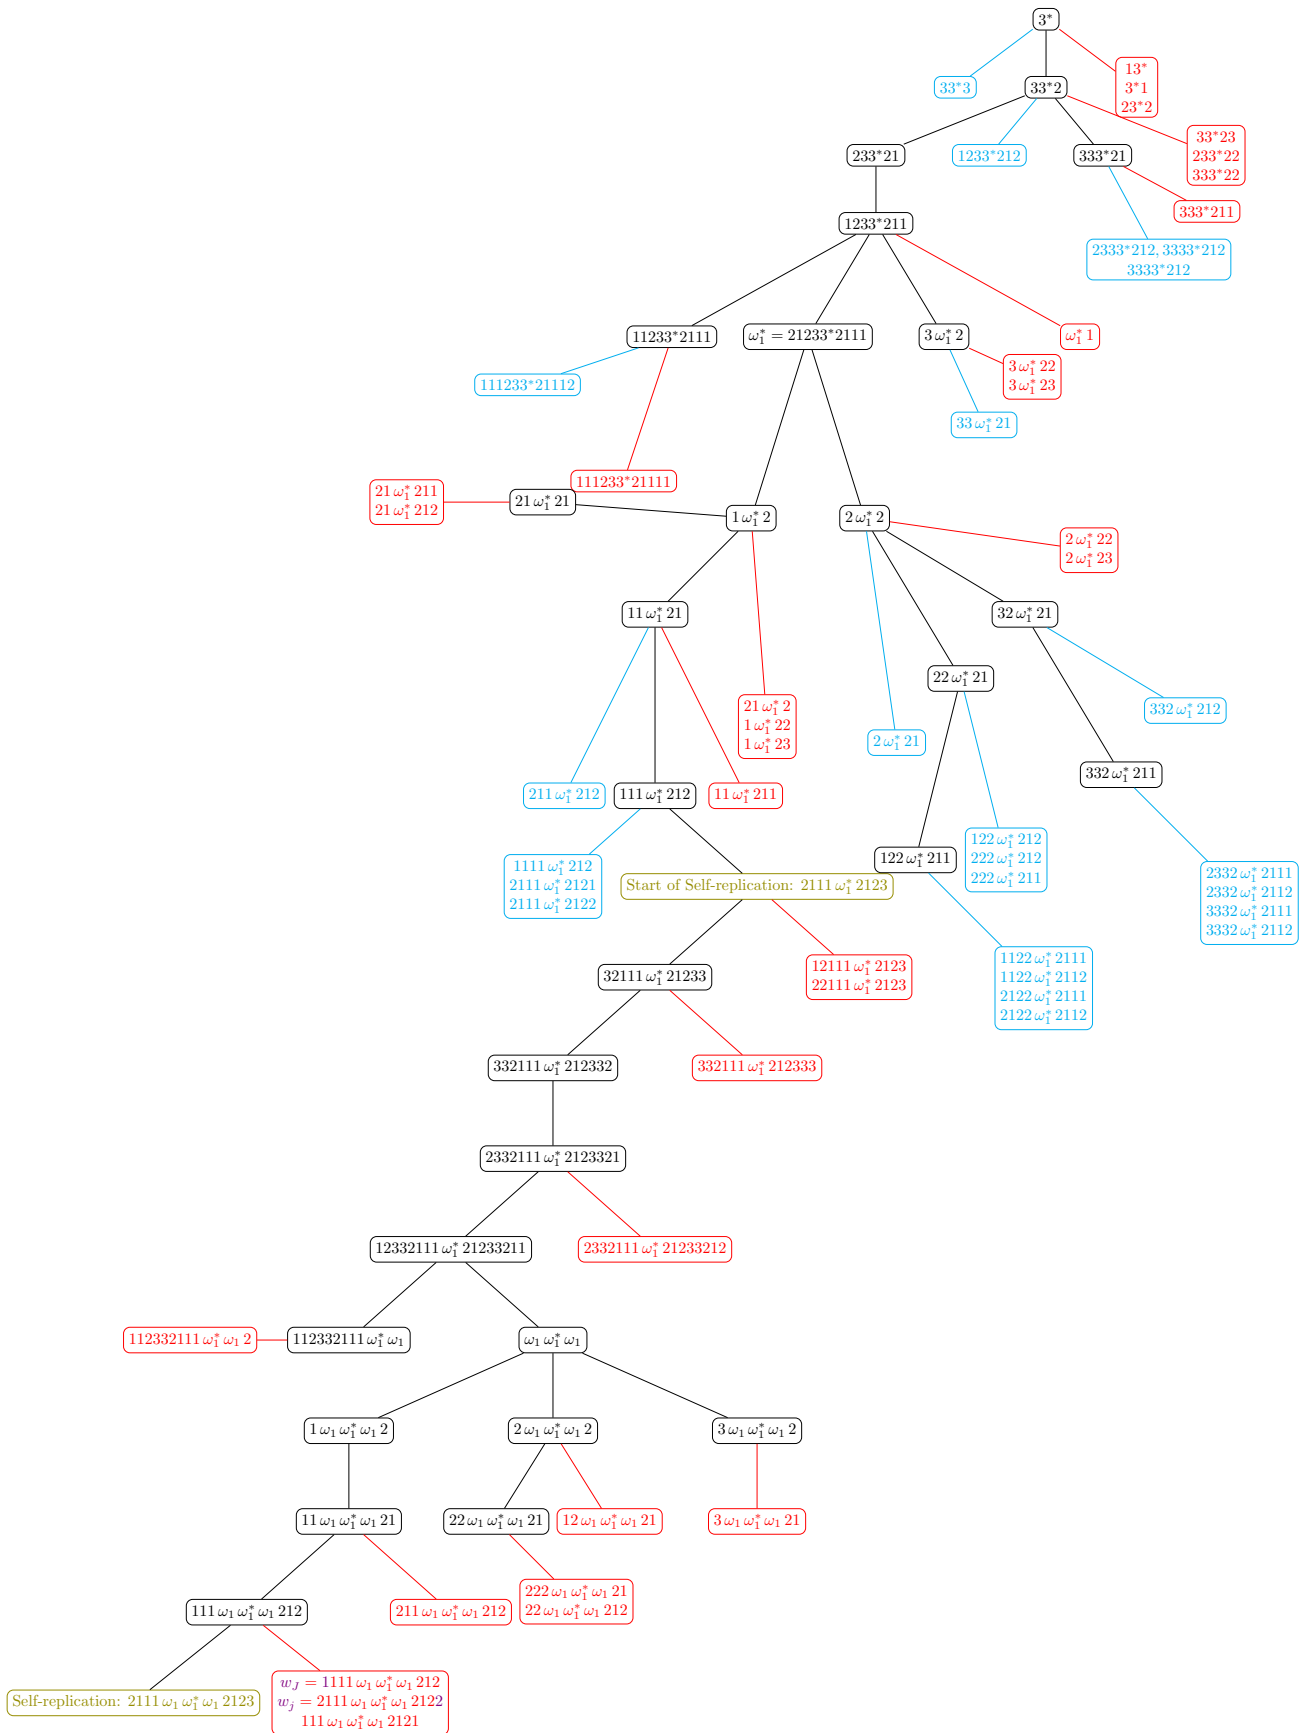 3*
33*3
13*
3*1
23*2
33*2
233*21
1233*212
333*21
33*23
233*22
333*22
333*211
1233*211
2333*212, 3333*212
3333*212
11233*2111
ω₁* = 21233*2111
3 ω₁* 2
ω₁* 1
111233*21112
3 ω₁* 22
3 ω₁* 23
33 ω₁* 21
111233*21111
21 ω₁* 211
21 ω₁* 212
21 ω₁* 21
1 ω₁* 2
2 ω₁* 2
2 ω₁* 22
2 ω₁* 23
11 ω₁* 21
32 ω₁* 21
22 ω₁* 21
21 ω₁* 2
1 ω₁* 22
1 ω₁* 23
2 ω₁* 21
332 ω₁* 212
332 ω₁* 211
211 ω₁* 212
111 ω₁* 212
11 ω₁* 211
122 ω₁* 212
222 ω₁* 212
222 ω₁* 211
122 ω₁* 211
1111 ω₁* 212
2111 ω₁* 2121
2111 ω₁* 2122
Start of Self-replication: 2111 ω₁* 2123
2332 ω₁* 2111
2332 ω₁* 2112
3332 ω₁* 2111
3332 ω₁* 2112
32111 ω₁* 21233
12111 ω₁* 2123
22111 ω₁* 2123
1122 ω₁* 2111
1122 ω₁* 2112
2122 ω₁* 2111
2122 ω₁* 2112
332111 ω₁* 212332
332111 ω₁* 212333
2332111 ω₁* 2123321
12332111 ω₁* 21233211
2332111 ω₁* 21233212
112332111 ω₁* ω₁ 2
112332111 ω₁* ω₁
ω₁ ω₁* ω₁
1 ω₁ ω₁* ω₁ 2
2 ω₁ ω₁* ω₁ 2
3 ω₁ ω₁* ω₁ 2
11 ω₁ ω₁* ω₁ 21
22 ω₁ ω₁* ω₁ 21
12 ω₁ ω₁* ω₁ 21
3 ω₁ ω₁* ω₁ 21
111 ω₁ ω₁* ω₁ 212
211 ω₁ ω₁* ω₁ 212
222 ω₁ ω₁* ω₁ 21
22 ω₁ ω₁* ω₁ 212
Self-replication: 2111 ω₁ ω₁* ω₁ 2123
w_J = 1111 ω₁ ω₁* ω₁ 212
w_j = 2111 ω₁ ω₁* ω₁ 2122
111 ω₁ ω₁* ω₁ 2121